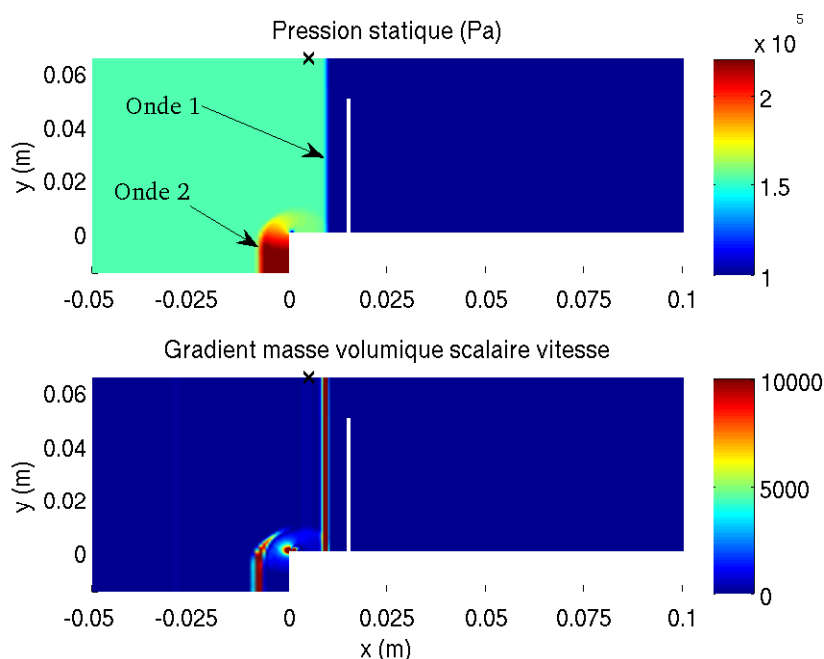 Pression statique (Pa)
x 10⁵
0.06
0.04
0.02
0
y (m)
Onde 1
Onde 2
2
1.5
1
-0.05 -0.025 0 0.025 0.05 0.075 0.1
Gradient masse volumique scalaire vitesse
0.06
0.04
0.02
0
y (m)
10000
5000
0
-0.05 -0.025 0 0.025 0.05 0.075 0.1
x (m)